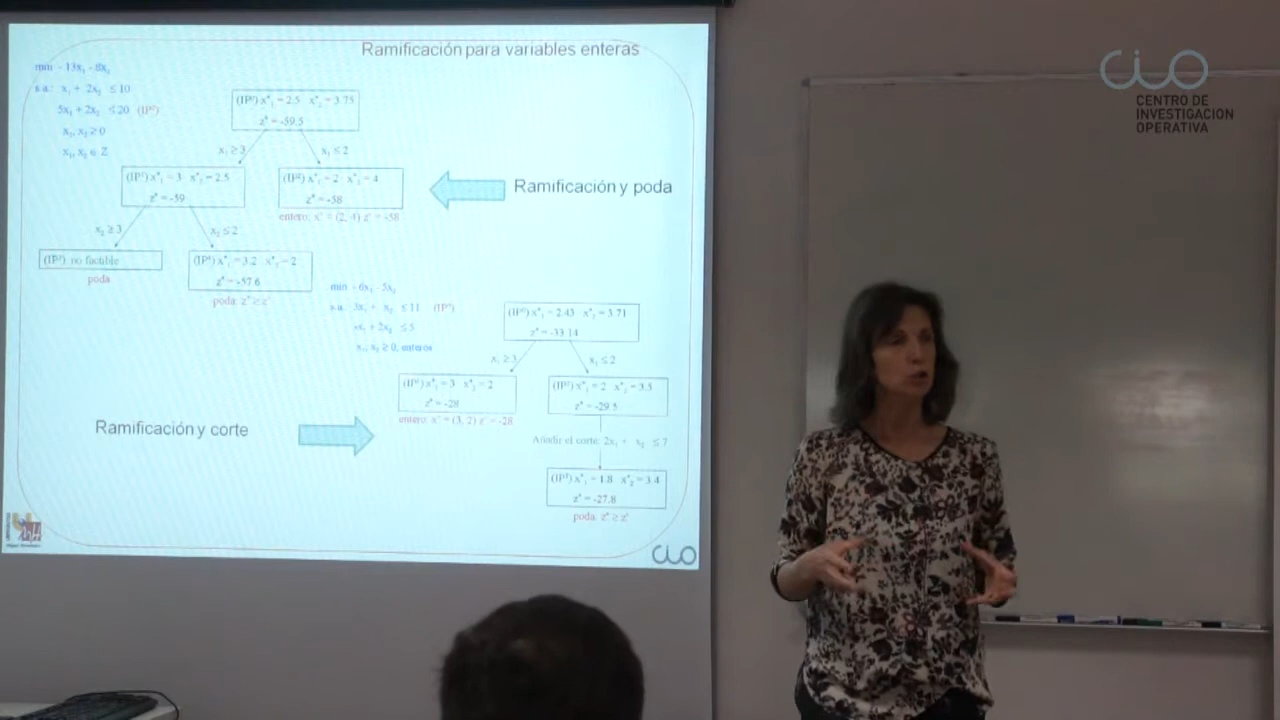 Ramificación para variables enteras
min - 13x₁ - 8x₂
s.a.: x₁ + 2x₂ ≤ 10
5x₁ + 2x₂ ≤ 20 (IP⁰)
x₁, x₂ ≥ 0
x₁, x₂ ∈ Z
(IP⁰) x*₁ = 2.5 x*₂ = 3.75
z* = -59.5
x₁ ≥ 3
x₁ ≤ 2
(IP¹) x*₁ = 3 x*₂ = 2.5
z* = -59
(IP²) x*₁ = 2 x*₂ = 4
z* = -58
entero: x' = (2, 4) z' = -58
Ramificación y poda
x₂ ≥ 3
x₂ ≤ 2
(IP³) no factible
poda
(IP⁴) x*₁ = 3.2 x*₂ = 2
z* = -57.6
poda: z* ≥ z'
min - 6x₁ - 5x₂
s.a.: 3x₁ + x₂ ≤ 11 (IP⁰)
-x₁ + 2x₂ ≤ 5
x₁, x₂ ≥ 0, enteros
(IP⁰) x*₁ = 2.43 x*₂ = 3.71
z* = -33.14
x₁ ≥ 3
x₁ ≤ 2
(IP¹) x*₁ = 3 x*₂ = 2
z* = -28
entero: x' = (3, 2) z' = -28
(IP²) x*₁ = 2 x*₂ = 3.5
z* = -29.5
Ramificación y corte
Añadir el corte: 2x₁ + x₂ ≤ 7
(IP³) x*₁ = 1.8 x*₂ = 3.4
z* = -27.8
poda: z* ≥ z'
CIO
CIO
CENTRO DE
INVESTIGACION
OPERATIVA